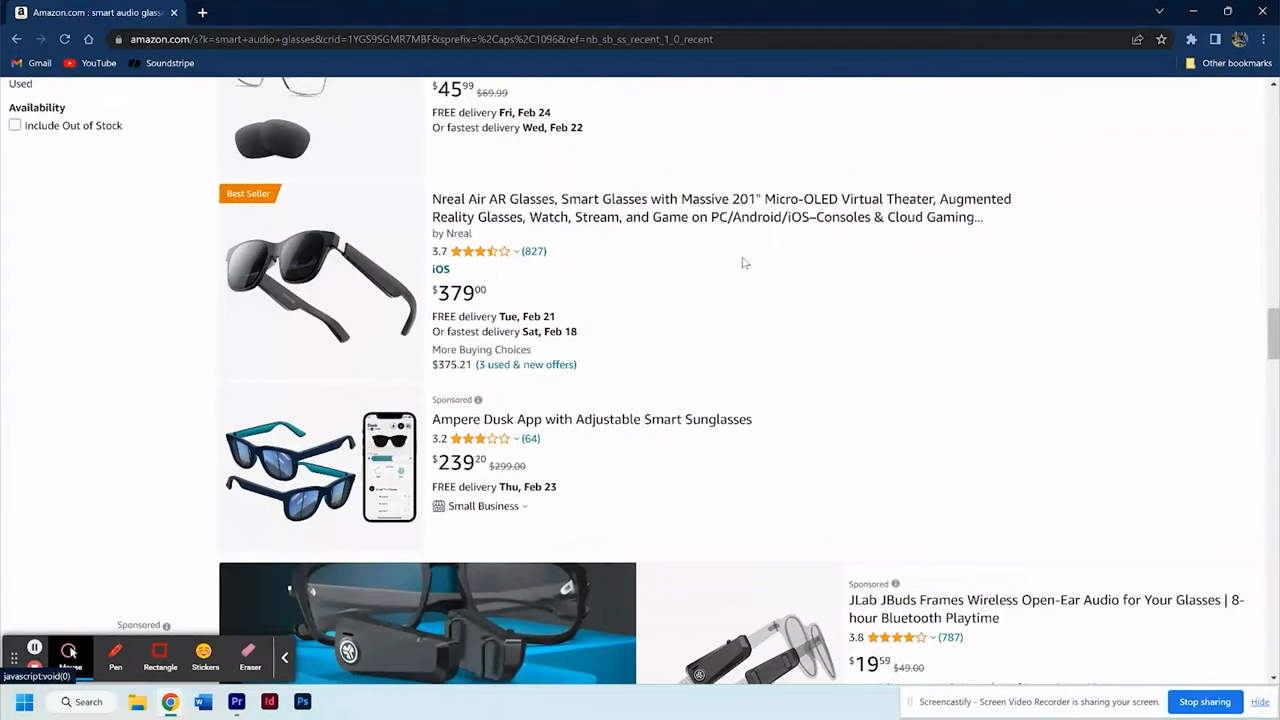 Amazon.com : smart audio glass
amazon.com/s?k=smart+audio+glasses&crid=1YGS9SGMR7MBF&sprefix=%2Caps%2C1096&ref=nb_sb_ss_recent_1_0_recent
Gmail
YouTube
Soundstripe
Other bookmarks
Used
Availability
Include Out of Stock
$45⁹⁹ $69.99
FREE delivery Fri, Feb 24
Or fastest delivery Wed, Feb 22
Best Seller
Nreal Air AR Glasses, Smart Glasses with Massive 201" Micro-OLED Virtual Theater, Augmented
Reality Glasses, Watch, Stream, and Game on PC/Android/iOS–Consoles & Cloud Gaming...
by Nreal
3.7 (827)
iOS
$379⁰⁰
FREE delivery Tue, Feb 21
Or fastest delivery Sat, Feb 18
More Buying Choices
$375.21 (3 used & new offers)
Sponsored
Ampere Dusk App with Adjustable Smart Sunglasses
3.2 (64)
$239²⁰ $299.00
FREE delivery Thu, Feb 23
Small Business
Sponsored
JLab JBuds Frames Wireless Open-Ear Audio for Your Glasses | 8-
hour Bluetooth Playtime
3.8 (787)
$19⁵⁹ $49.00
Sponsored
Mouse
Pen
Rectangle
Stickers
Eraser
javascript:void(0)
Search
Screencastify - Screen Video Recorder is sharing your screen.
Stop sharing
Hide